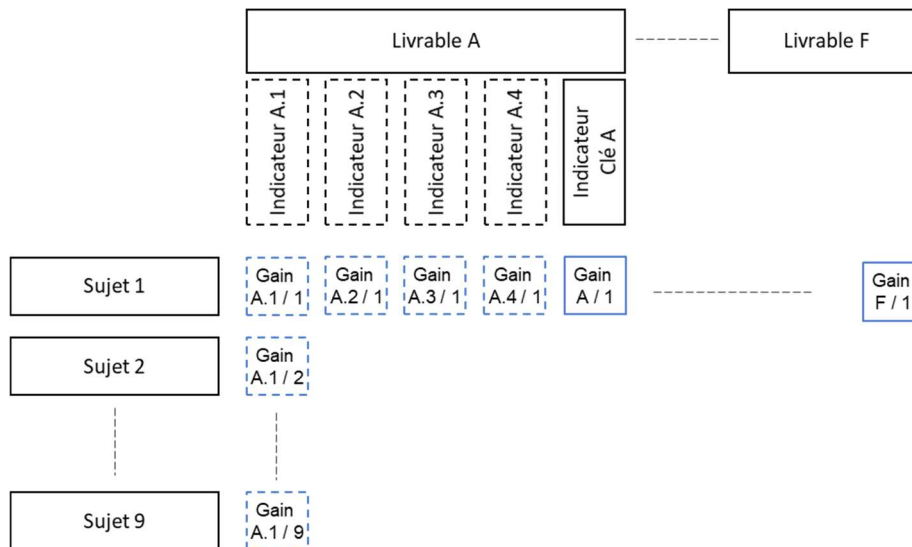 Livrable A
Livrable F
Indicateur A.1
Indicateur A.2
Indicateur A.3
Indicateur A.4
Indicateur
Clé A
Sujet 1
Gain
A.1 / 1
Gain
A.2 / 1
Gain
A.3 / 1
Gain
A.4 / 1
Gain
A / 1
Gain
F / 1
Sujet 2
Gain
A.1 / 2
Sujet 9
Gain
A.1 / 9